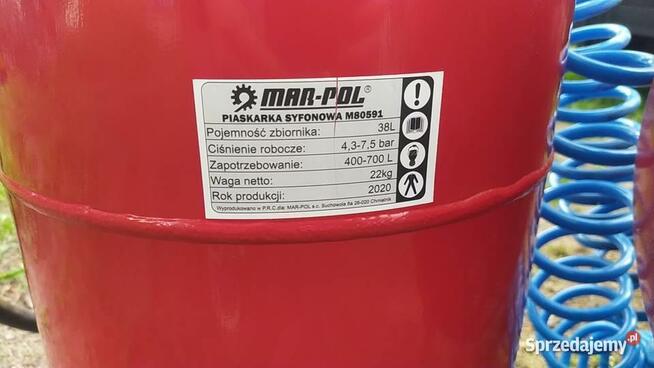 MAR-POL®
PIASKARKA SYFONOWA M80591
Pojemność zbiornika: 38L
Ciśnienie robocze: 4,3-7,5 bar
Zapotrzebowanie: 400-700 L
Waga netto: 22kg
Rok produkcji: 2020
Wyprodukowano w P.R.C.dla: MAR-POL s.c. Suchowola 8a 26-020 Chmielnik
Sprzedajemy.pl